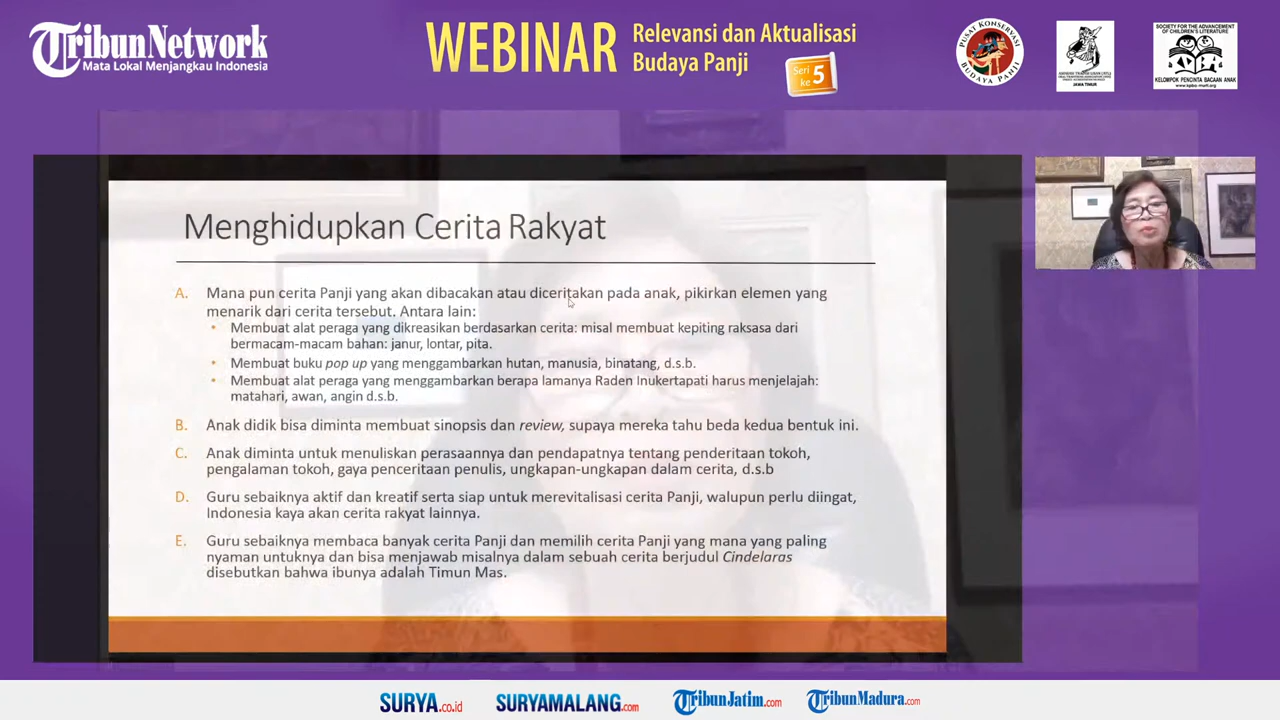 TribunNetwork
Mata Lokal Menjangkau Indonesia
WEBINAR
Relevansi dan Aktualisasi
Budaya Panji
Seri
ke 5
PUSAT KONSERVASI
BUDAYA PANJI
JAWA TIMUR
SOCIETY FOR THE ADVANCEMENT
OF CHILDREN'S LITERATURE
KELOMPOK PENCINTA BACAAN ANAK
Menghidupkan Cerita Rakyat
A. Mana pun cerita Panji yang akan dibacakan atau diceritakan pada anak, pikirkan elemen yang
menarik dari cerita tersebut. Antara lain:
• Membuat alat peraga yang dikreasikan berdasarkan cerita: misal membuat kepiting raksasa dari
bermacam-macam bahan: janur, lontar, pita.
• Membuat buku pop up yang menggambarkan hutan, manusia, binatang, d.s.b.
• Membuat alat peraga yang menggambarkan berapa lamanya Raden Inukertapati harus menjelajah:
matahari, awan, angin d.s.b.
B. Anak didik bisa diminta membuat sinopsis dan review, supaya mereka tahu beda kedua bentuk ini.
C. Anak diminta untuk menuliskan perasaannya dan pendapatnya tentang penderitaan tokoh,
pengalaman tokoh, gaya penceritaan penulis, ungkapan-ungkapan dalam cerita, d.s.b
D. Guru sebaiknya aktif dan kreatif serta siap untuk merevitalisasi cerita Panji, walupun perlu diingat,
Indonesia kaya akan cerita rakyat lainnya.
E. Guru sebaiknya membaca banyak cerita Panji dan memilih cerita Panji yang mana yang paling
nyaman untuknya dan bisa menjawab misalnya dalam sebuah cerita berjudul Cindelaras
disebutkan bahwa ibunya adalah Timun Mas.
SURYA.co.id
SURYAMALANG.com
TribunJatim.com
TribunMadura.com